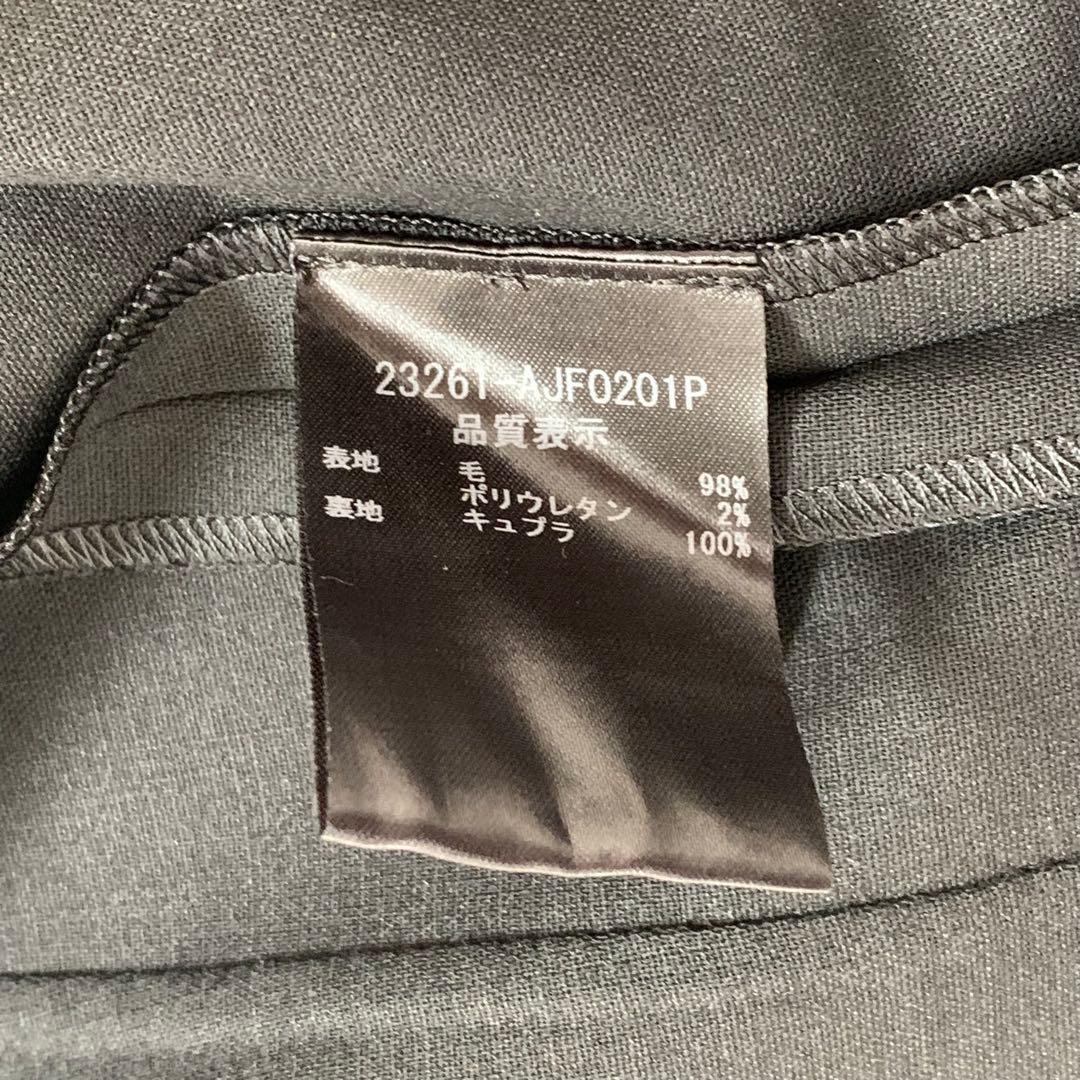 23261-AJF0201P
品質表示
表地 毛 98%
ポリウレタン 2%
裏地 キュプラ 100%